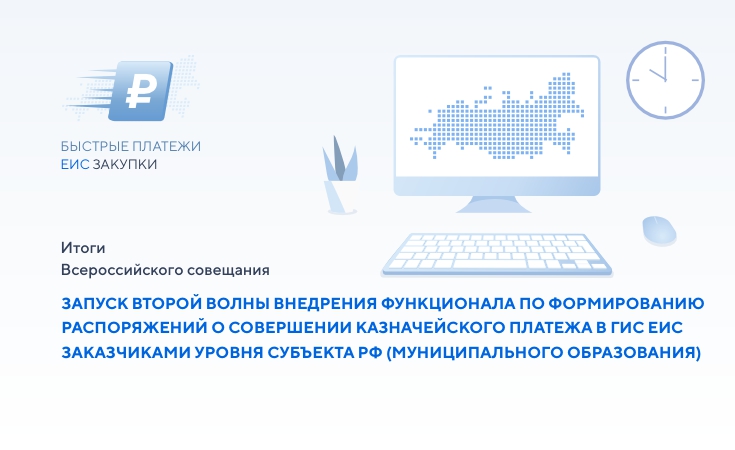 ₽
БЫСТРЫЕ ПЛАТЕЖИ
ЕИС ЗАКУПКИ
Итоги
Всероссийского совещания
ЗАПУСК ВТОРОЙ ВОЛНЫ ВНЕДРЕНИЯ ФУНКЦИОНАЛА ПО ФОРМИРОВАНИЮ
РАСПОРЯЖЕНИЙ О СОВЕРШЕНИИ КАЗНАЧЕЙСКОГО ПЛАТЕЖА В ГИС ЕИС
ЗАКАЗЧИКАМИ УРОВНЯ СУБЪЕКТА РФ (МУНИЦИПАЛЬНОГО ОБРАЗОВАНИЯ)